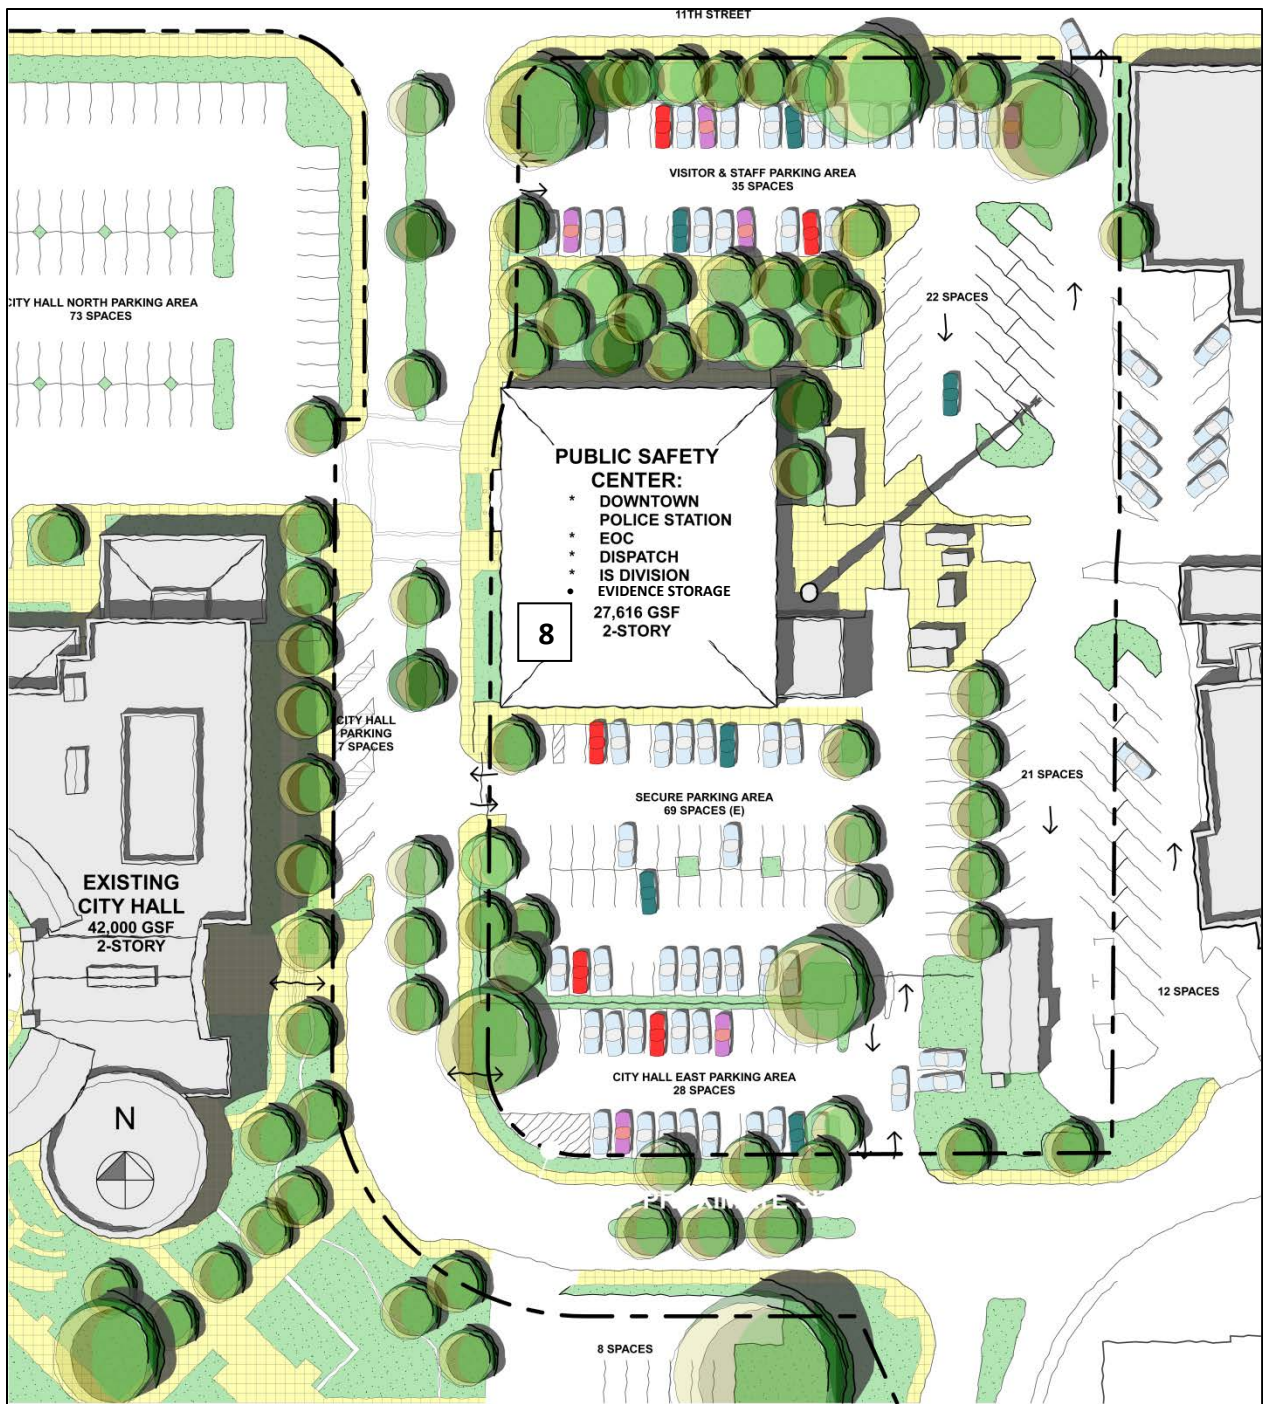 11TH STREET
VISITOR & STAFF PARKING AREA
35 SPACES
CITY HALL NORTH PARKING AREA
73 SPACES
22 SPACES
PUBLIC SAFETY
CENTER:
* DOWNTOWN
POLICE STATION
* EOC
* DISPATCH
* IS DIVISION
• EVIDENCE STORAGE
27,616 GSF
2-STORY
8
CITY HALL
PARKING
7 SPACES
21 SPACES
SECURE PARKING AREA
69 SPACES (E)
EXISTING
CITY HALL
42,000 GSF
2-STORY
12 SPACES
CITY HALL EAST PARKING AREA
28 SPACES
N
8 SPACES